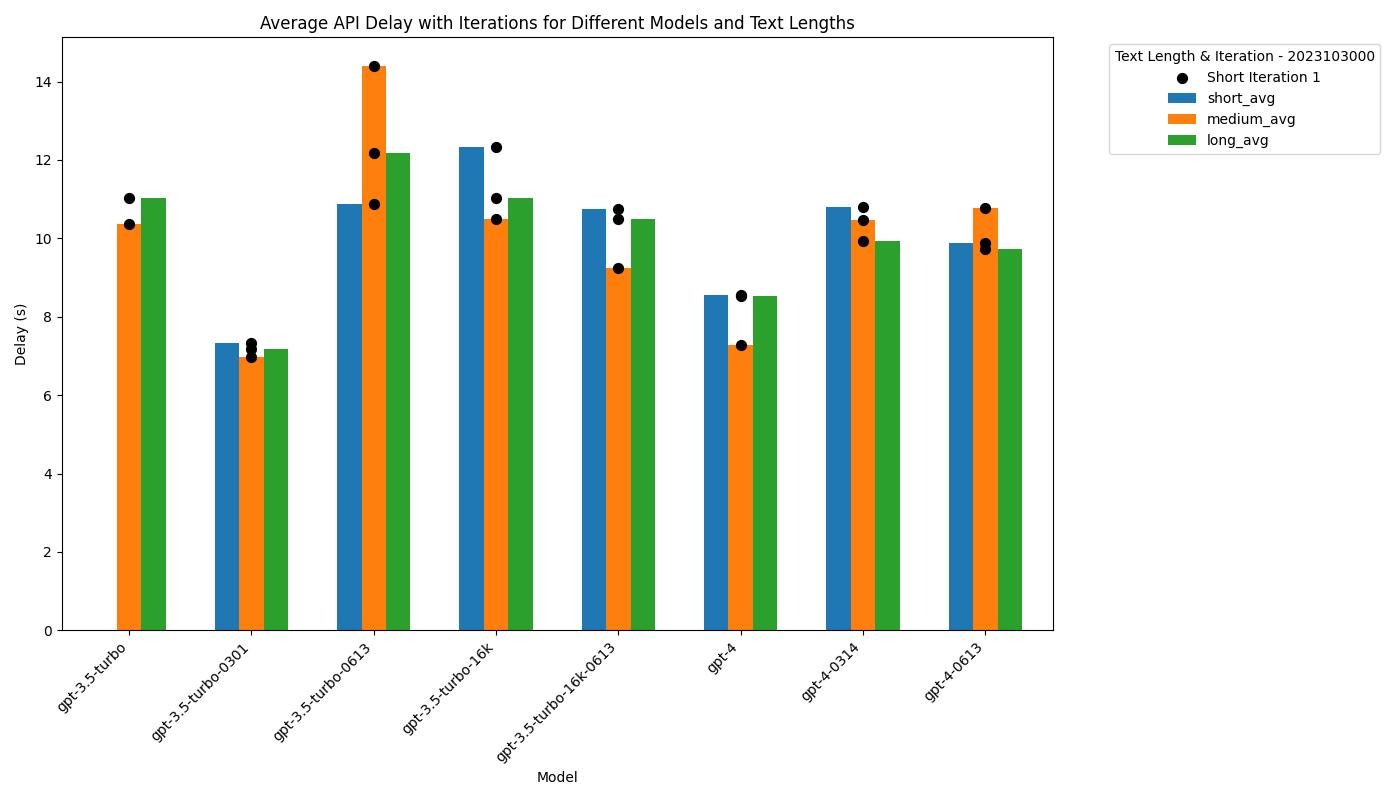 Average API Delay with Iterations for Different Models and Text Lengths
Text Length & Iteration - 2023103000
Short Iteration 1
short_avg
medium_avg
long_avg
Delay (s)
14
12
10
8
6
4
2
0
gpt-3.5-turbo
gpt-3.5-turbo-0301
gpt-3.5-turbo-0613
gpt-3.5-turbo-16k
gpt-3.5-turbo-16k-0613
gpt-4
gpt-4-0314
gpt-4-0613
Model